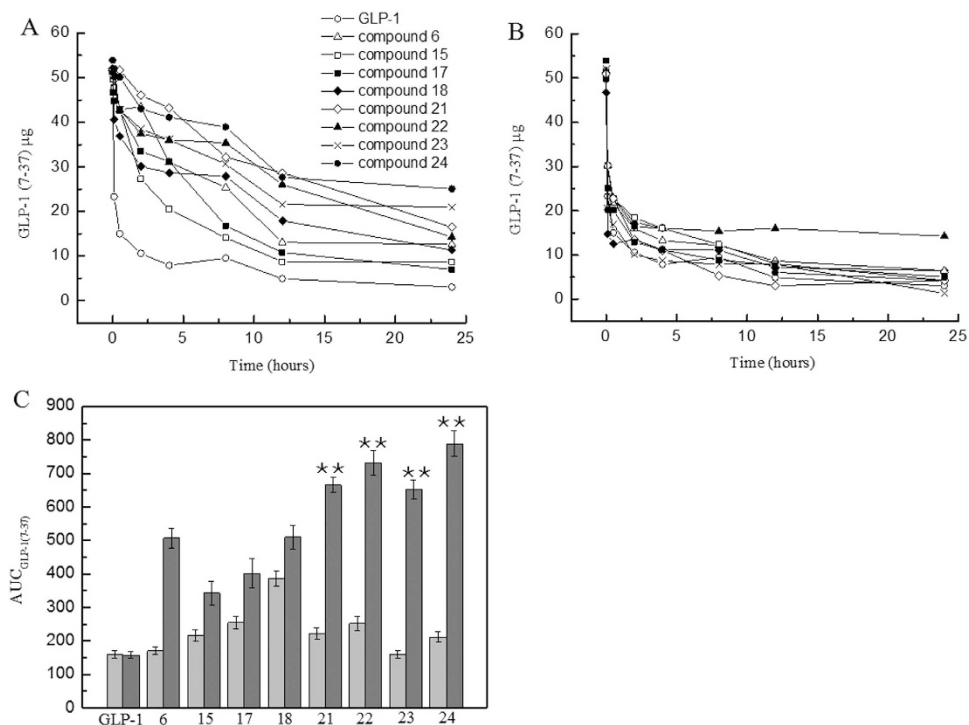 A
GLP-1 (7-37) µg
60
50
40
30
20
10
0
0
5
10
15
20
25
Time (hours)
GLP-1
compound 6
compound 15
compound 17
compound 18
compound 21
compound 22
compound 23
compound 24
B
GLP-1 (7-37) µg
60
50
40
30
20
10
0
0
5
10
15
20
25
Time (hours)
C
AUC GLP-1(7-37)
900
800
700
600
500
400
300
200
100
0
GLP-1 6 15 17 18 21 22 23 24
** ** ** **